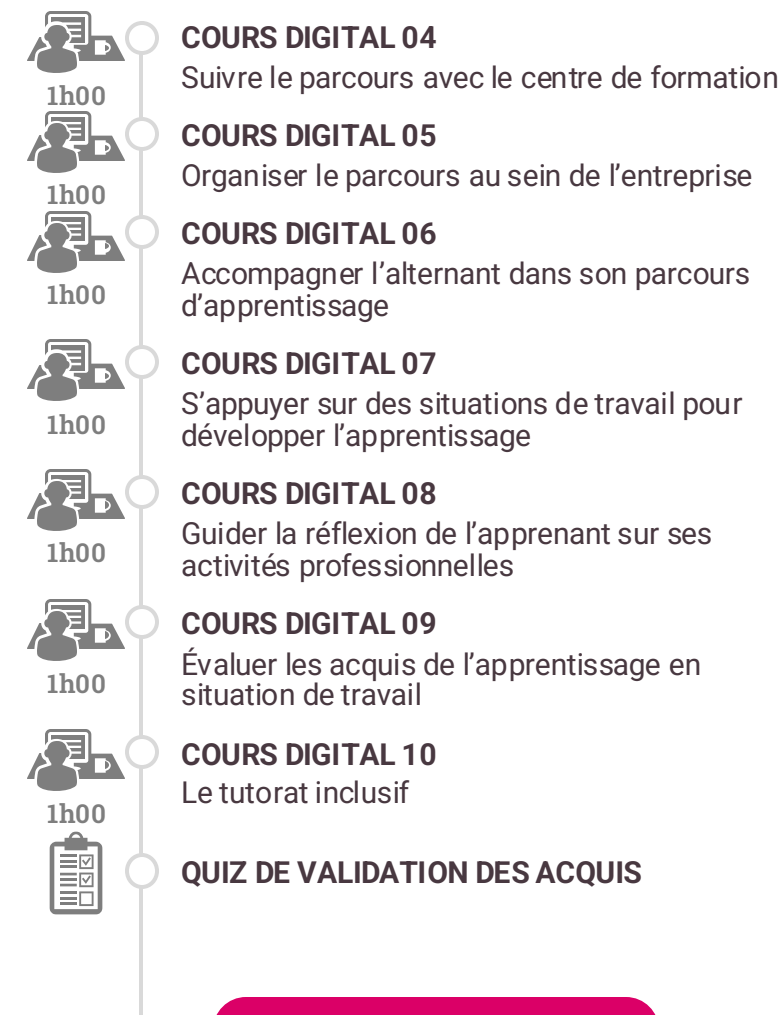 COURS DIGITAL 04
Suivre le parcours avec le centre de formation
1h00
COURS DIGITAL 05
Organiser le parcours au sein de l’entreprise
1h00
COURS DIGITAL 06
Accompagner l’alternant dans son parcours
d’apprentissage
1h00
COURS DIGITAL 07
S’appuyer sur des situations de travail pour
développer l’apprentissage
1h00
COURS DIGITAL 08
Guider la réflexion de l’apprenant sur ses
activités professionnelles
1h00
COURS DIGITAL 09
Évaluer les acquis de l’apprentissage en
situation de travail
1h00
COURS DIGITAL 10
Le tutorat inclusif
1h00
QUIZ DE VALIDATION DES ACQUIS